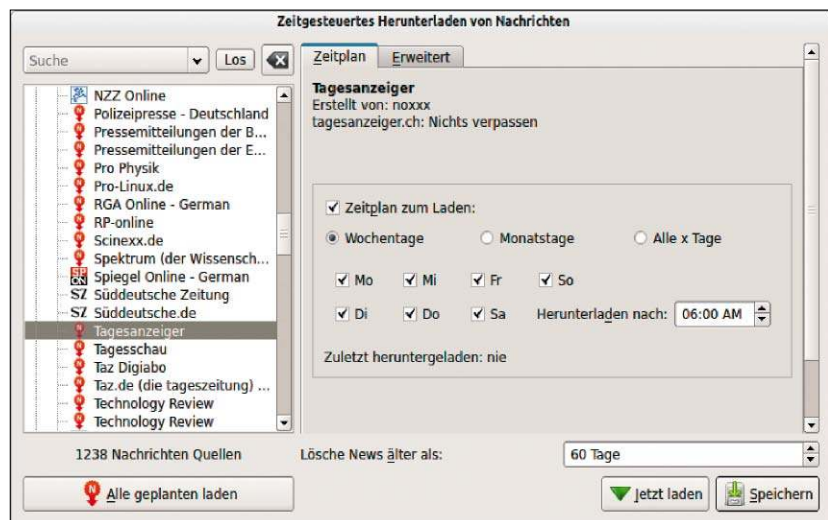 Zeitgesteuertes Herunterladen von Nachrichten
Suche
Los
NZZ Online
Polizeipresse - Deutschland
Pressemitteilungen der B...
Pressemitteilungen der E...
Pro Physik
Pro-Linux.de
RGA Online - German
RP-online
Scinexx.de
Spektrum (der Wissensch...
Spiegel Online - German
SZ Süddeutsche Zeitung
SZ Süddeutsche.de
Tagesanzeiger
Tagesschau
Taz Digiabo
Taz.de (die tageszeitung) ...
Technology Review
Technology Review
1238 Nachrichten Quellen
Alle geplanten laden
Zeitplan Erweitert
Tagesanzeiger
Erstellt von: noxxx
tagesanzeiger.ch: Nichts verpassen
Zeitplan zum Laden:
Wochentage Monatstage Alle x Tage
Mo Mi Fr So
Di Do Sa Herunterladen nach: 06:00 AM
Zuletzt heruntergeladen: nie
Lösche News älter als: 60 Tage
Jetzt laden Speichern